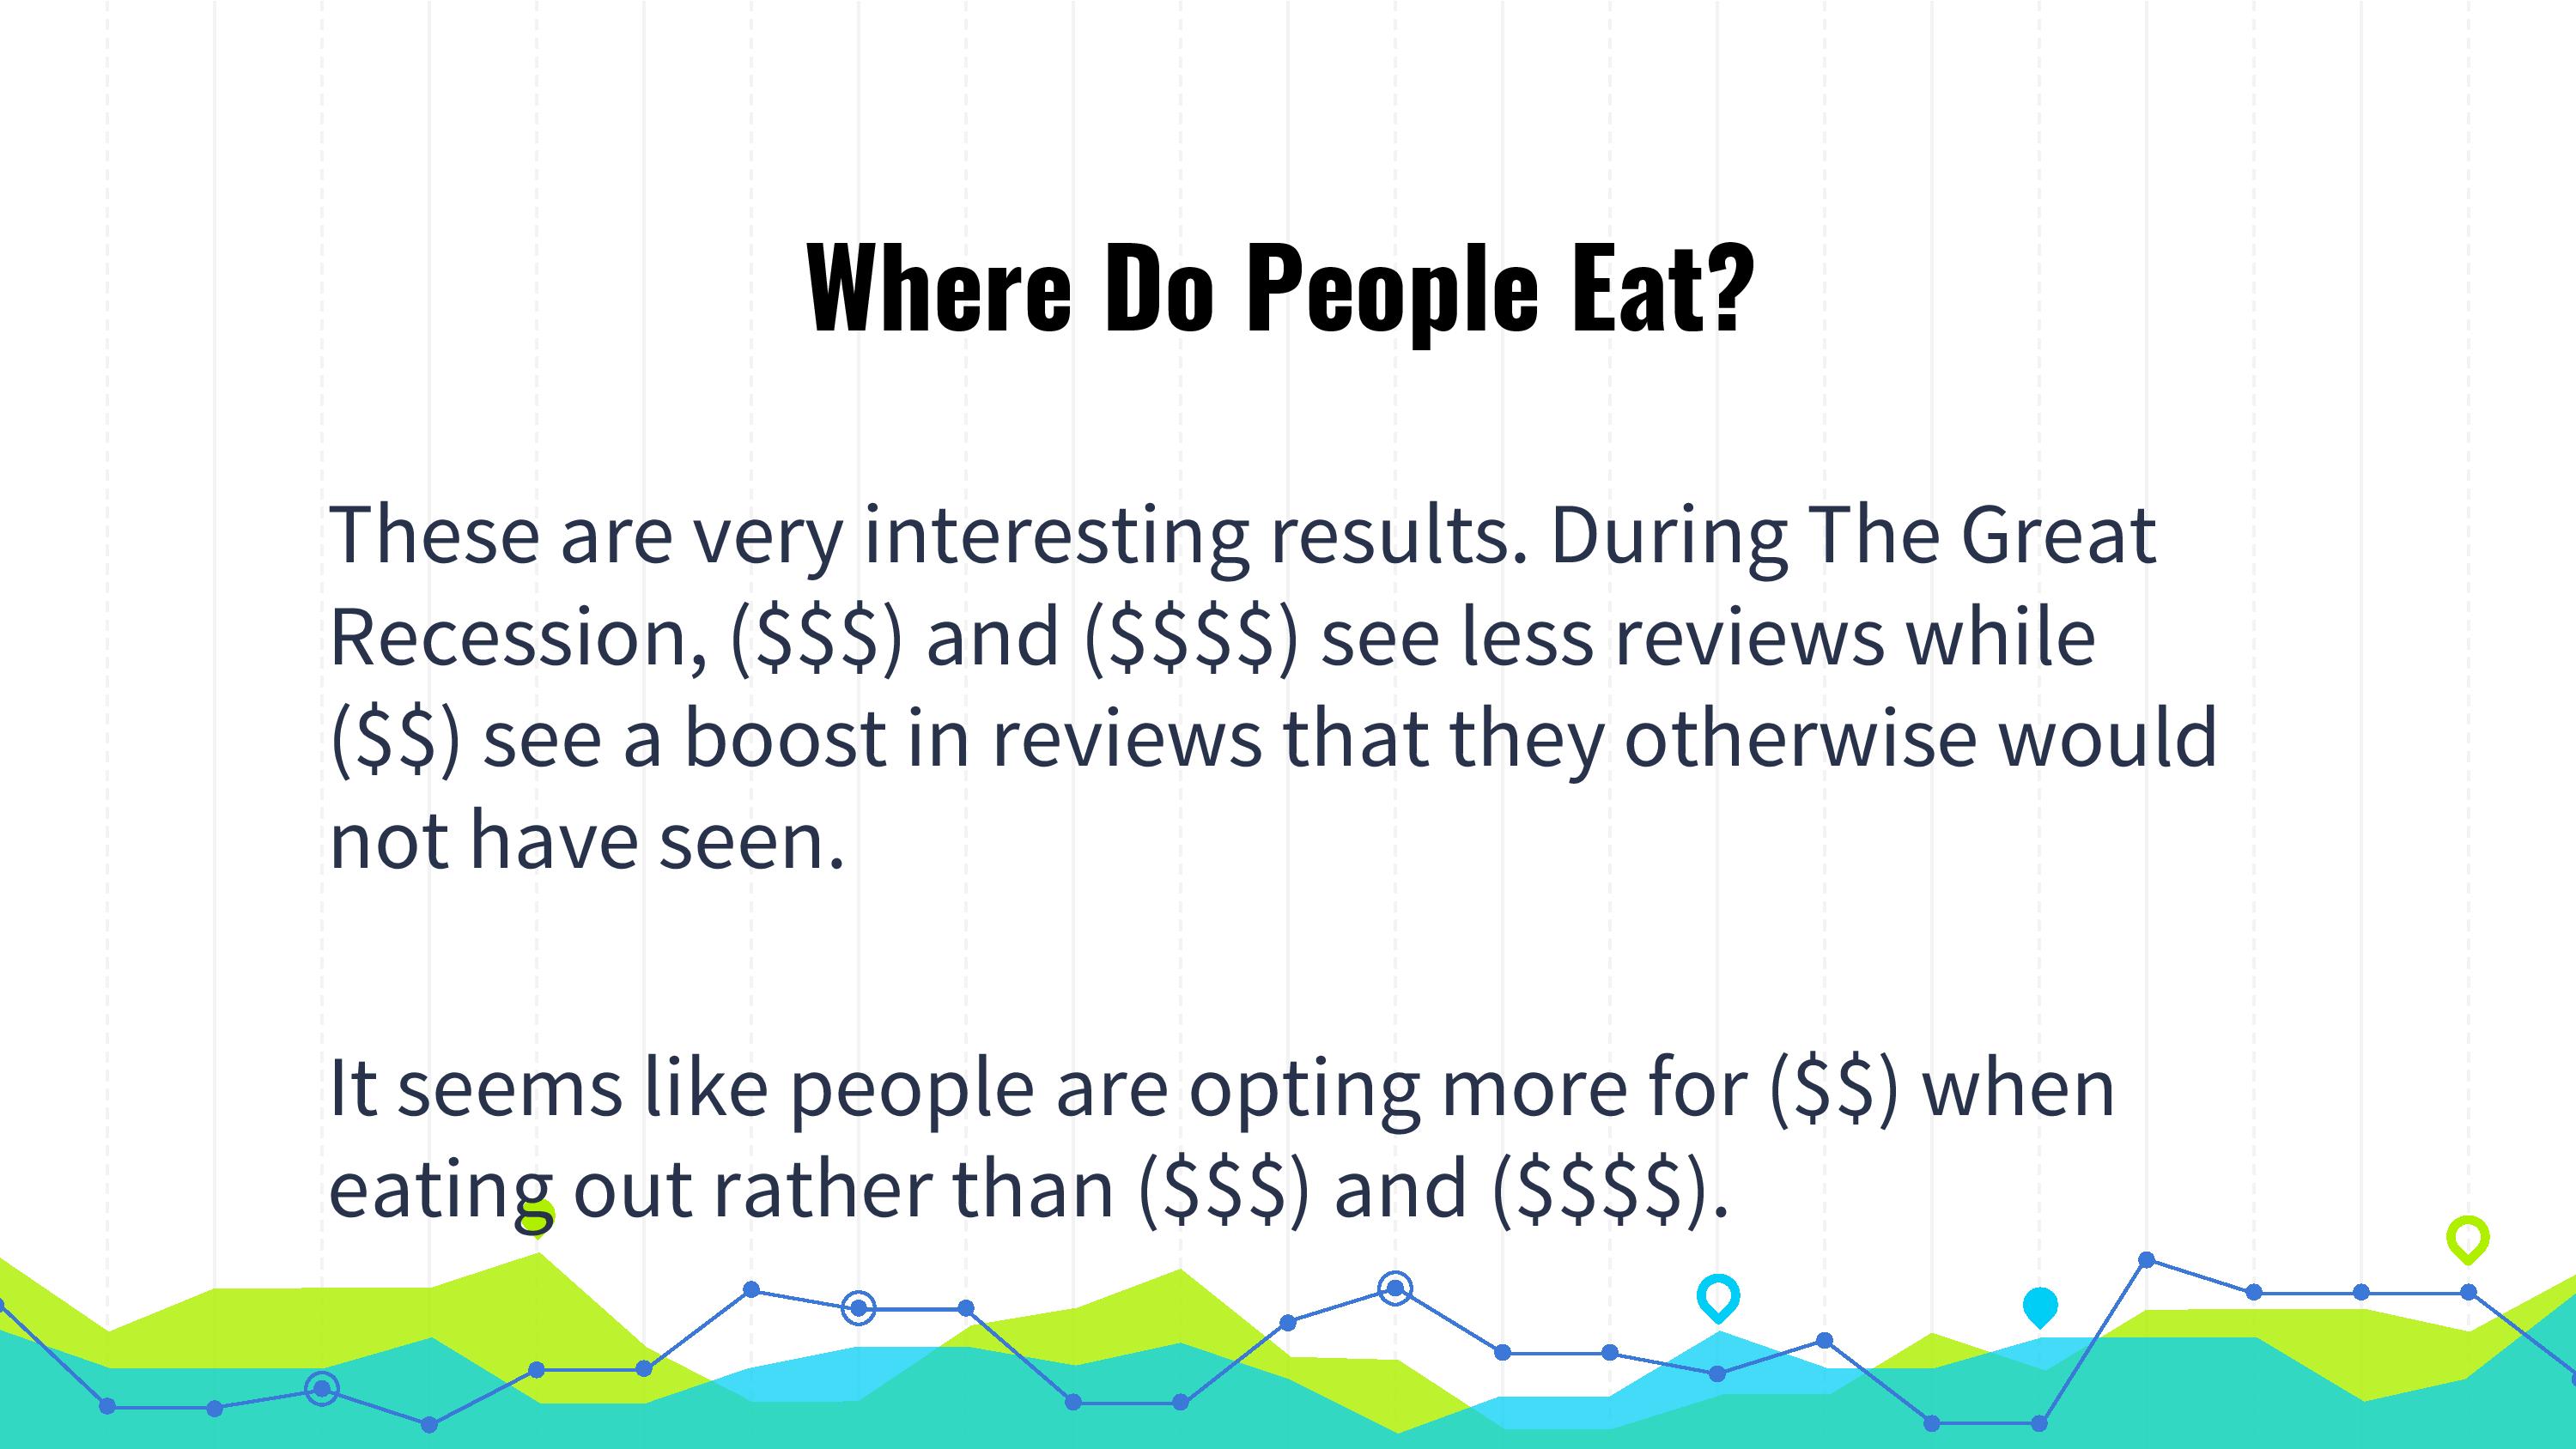 Where Do People Eat?
These are very interesting results. During The Great
Recession, ($$$) and ($$$$) see less reviews while
($$) see a boost in reviews that they otherwise would
not have seen.
It seems like people are opting more for ($$) when
eating out rather than ($$$) and ($$$$).